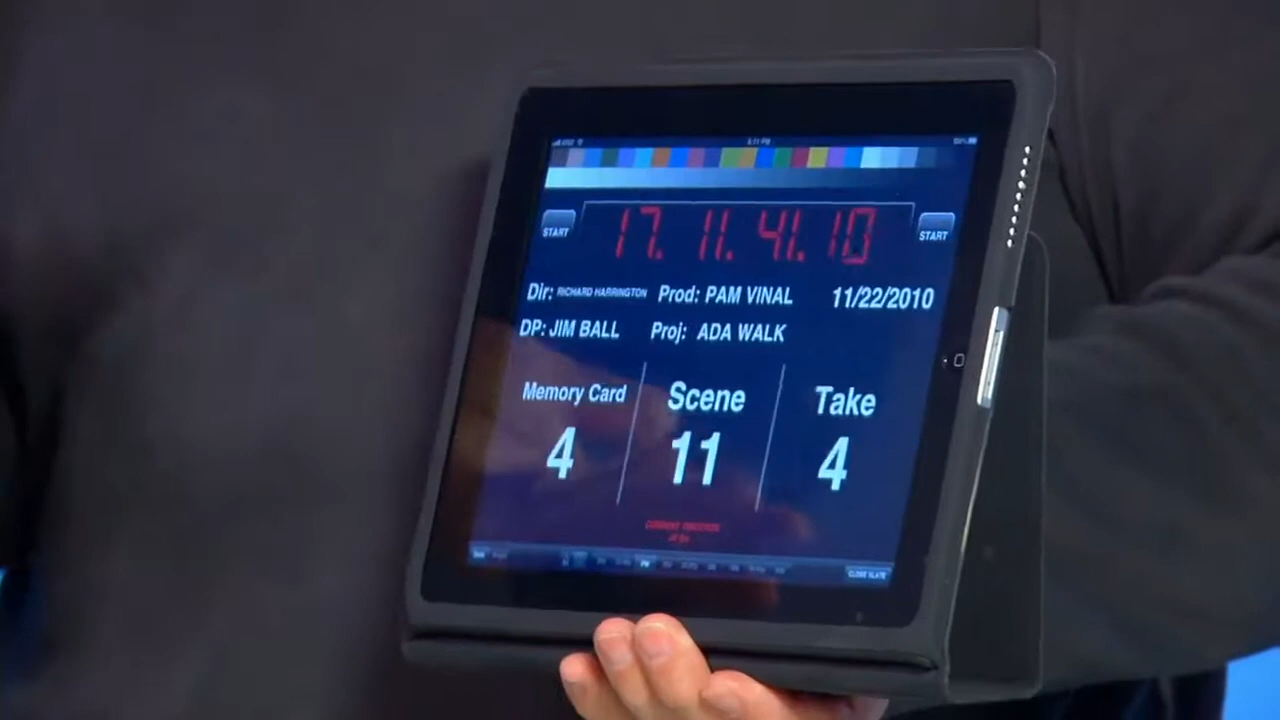 START
17. 11. 41. 10
START
Dir: RICHARD HARRINGTON Prod: PAM VINAL 11/22/2010
DP: JIM BALL Proj: ADA WALK
Memory Card Scene Take
4 11 4
CLOSE SLATE